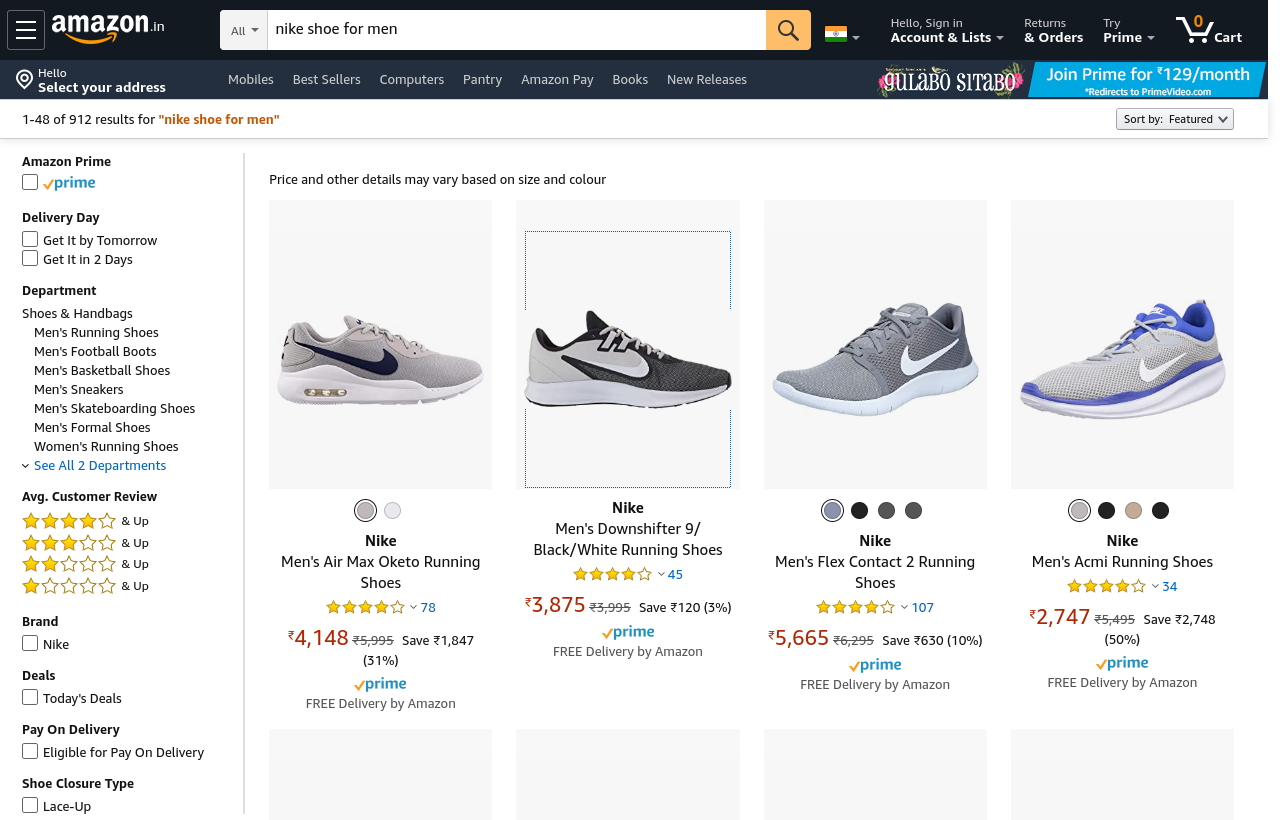 amazon.in
All
nike shoe for men
Hello, Sign in
Account & Lists
Returns
& Orders
Try
Prime
0
Cart
Hello
Select your address
Mobiles
Best Sellers
Computers
Pantry
Amazon Pay
Books
New Releases
GULABO SITABO
Join Prime for ₹129/month
*Redirects to PrimeVideo.com
1-48 of 912 results for "nike shoe for men"
Sort by: Featured
Amazon Prime
prime
Delivery Day
Get It by Tomorrow
Get It in 2 Days
Department
Shoes & Handbags
Men's Running Shoes
Men's Football Boots
Men's Basketball Shoes
Men's Sneakers
Men's Skateboarding Shoes
Men's Formal Shoes
Women's Running Shoes
See All 2 Departments
Avg. Customer Review
& Up
& Up
& Up
& Up
Brand
Nike
Deals
Today's Deals
Pay On Delivery
Eligible for Pay On Delivery
Shoe Closure Type
Lace-Up
Price and other details may vary based on size and colour
Nike
Men's Air Max Oketo Running
Shoes
78
₹4,148 ₹5,995 Save ₹1,847
(31%)
prime
FREE Delivery by Amazon
Nike
Men's Downshifter 9/
Black/White Running Shoes
45
₹3,875 ₹3,995 Save ₹120 (3%)
prime
FREE Delivery by Amazon
Nike
Men's Flex Contact 2 Running
Shoes
107
₹5,665 ₹6,295 Save ₹630 (10%)
prime
FREE Delivery by Amazon
Nike
Men's Acmi Running Shoes
34
₹2,747 ₹5,495 Save ₹2,748
(50%)
prime
FREE Delivery by Amazon